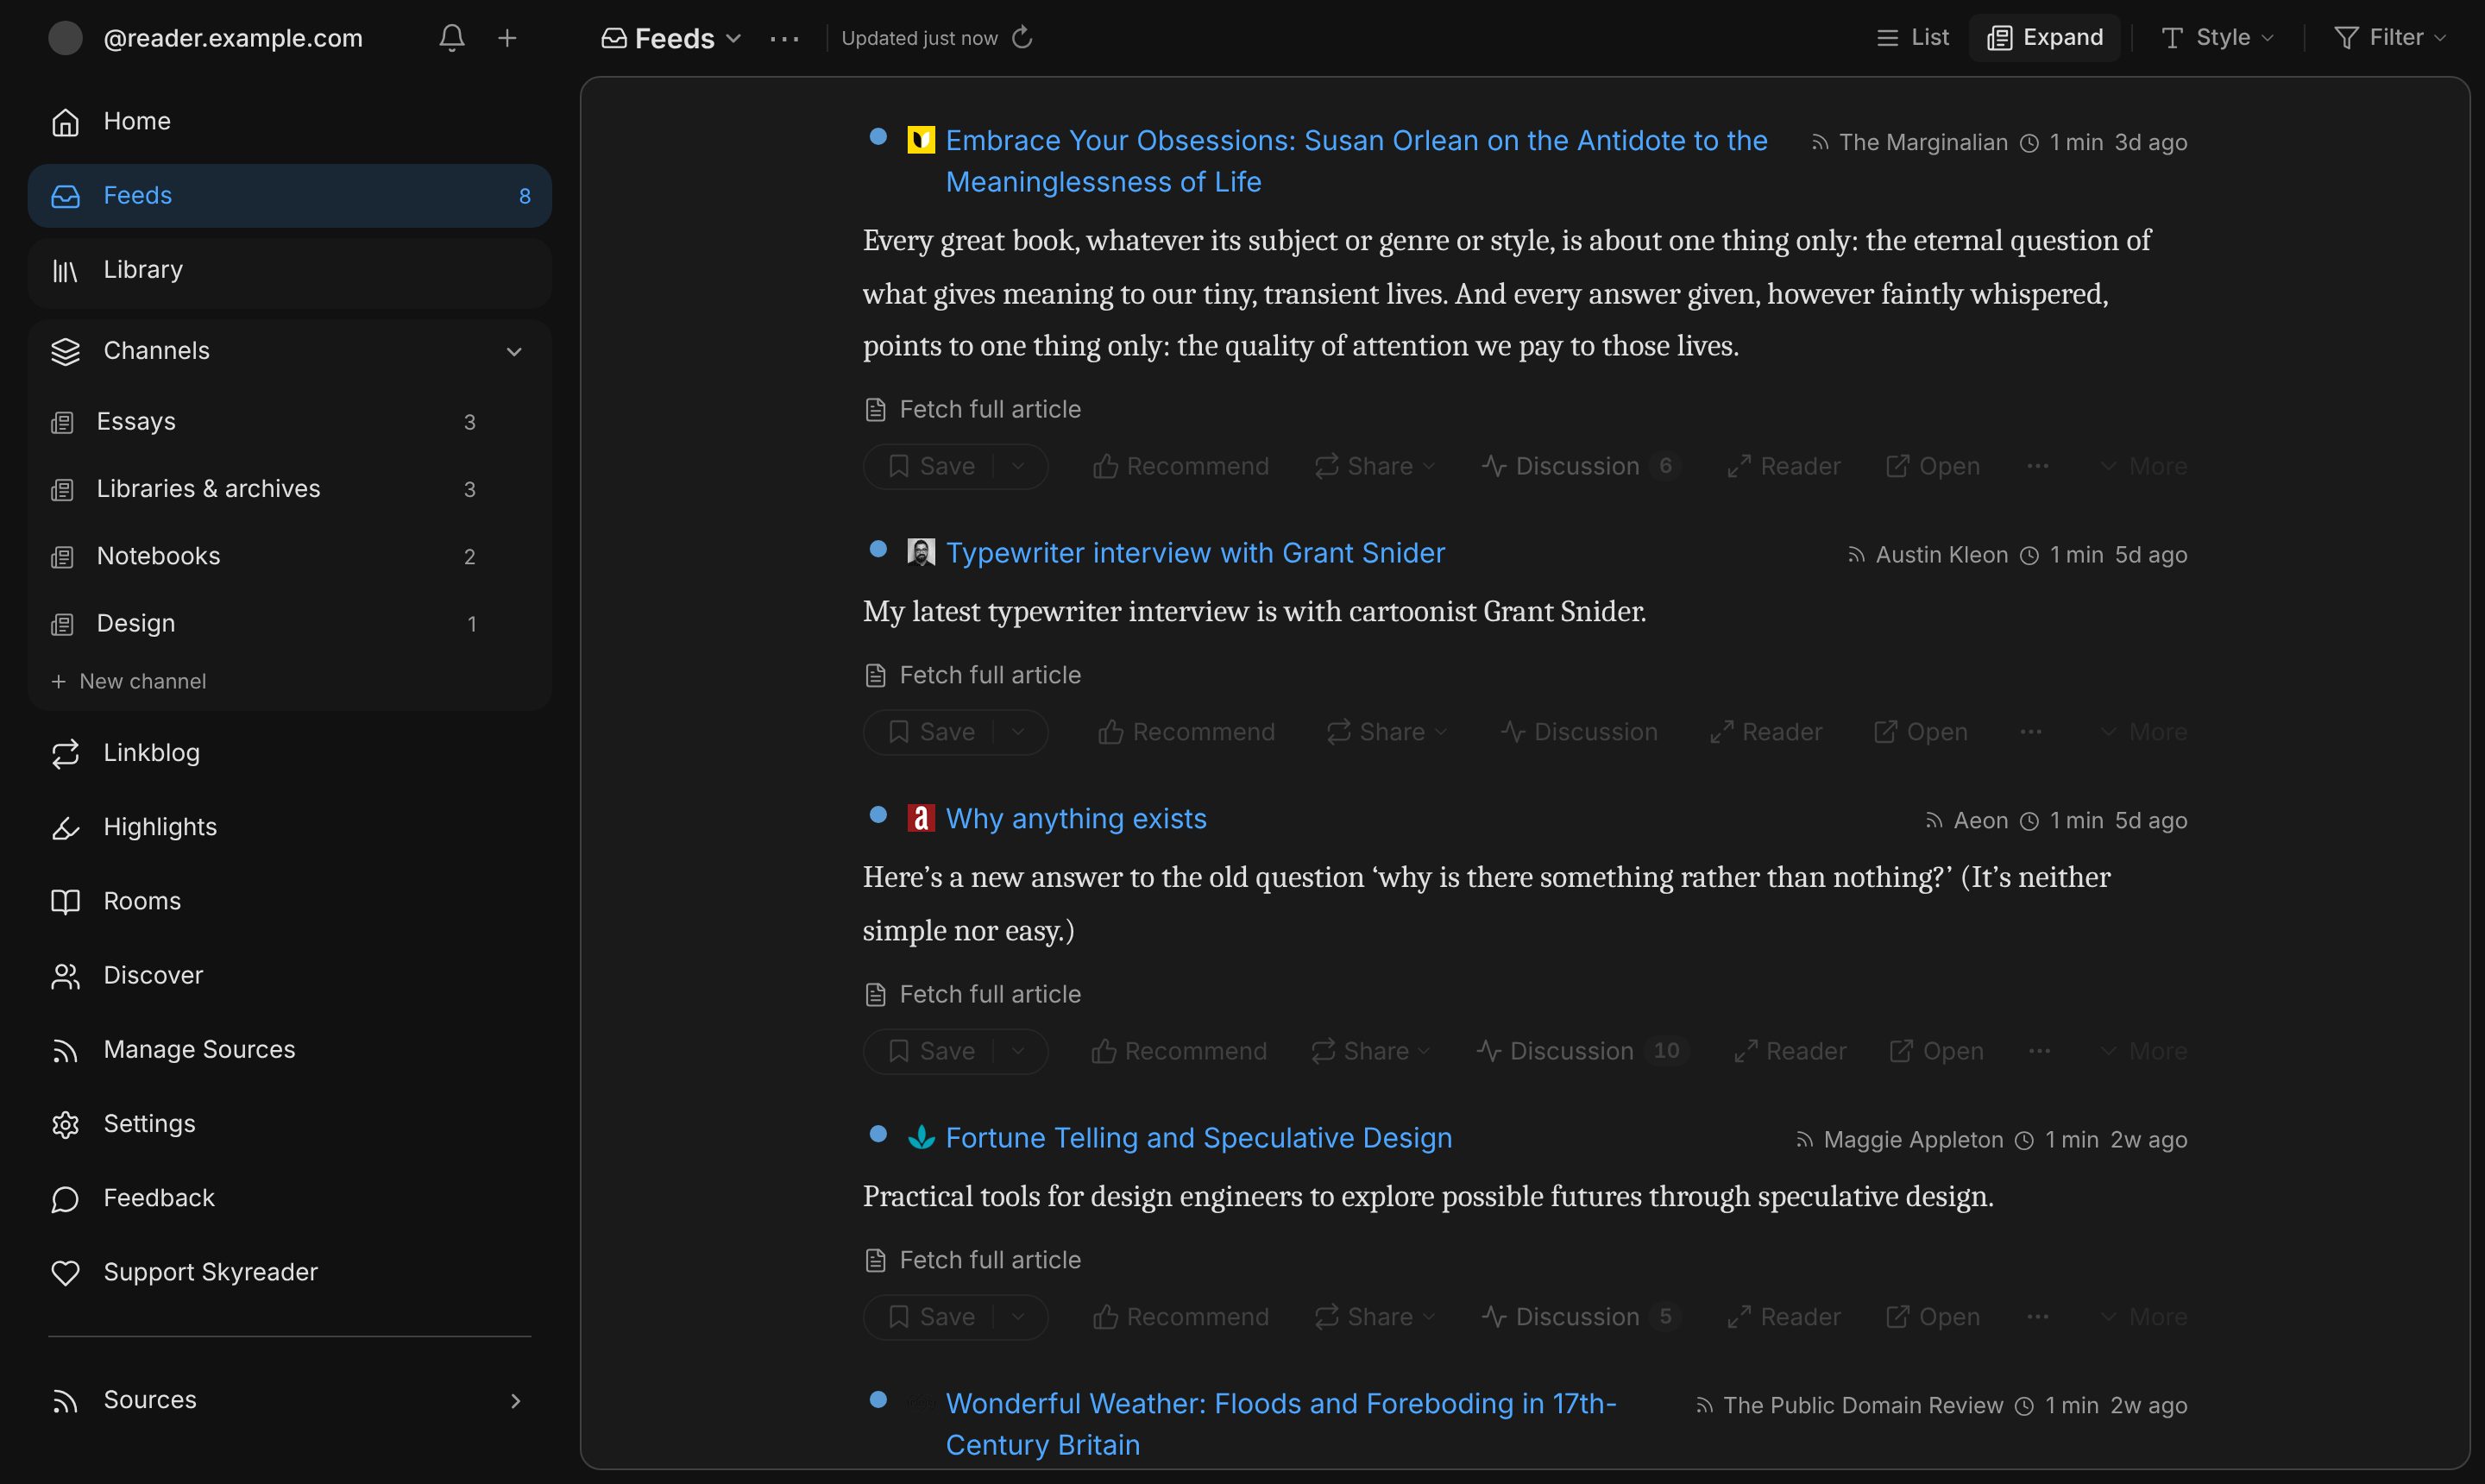 @reader.example.com
Home
Feeds 8
Library
Channels
Essays 3
Libraries & archives 3
Notebooks 2
Design 1
New channel
Linkblog
Highlights
Rooms
Discover
Manage Sources
Settings
Feedback
Support Skyreader
Sources
Feeds Updated just now List Expand Style Filter
Embrace Your Obsessions: Susan Orlean on the Antidote to the The Marginalian 1 min 3d ago
Meaninglessness of Life
Every great book, whatever its subject or genre or style, is about one thing only: the eternal question of
what gives meaning to our tiny, transient lives. And every answer given, however faintly whispered,
points to one thing only: the quality of attention we pay to those lives.
Fetch full article
Save Recommend Share Discussion 6 Reader Open ... More
Typewriter interview with Grant Snider Austin Kleon 1 min 5d ago
My latest typewriter interview is with cartoonist Grant Snider.
Fetch full article
Save Recommend Share Discussion Reader Open ... More
a Why anything exists Aeon 1 min 5d ago
Here’s a new answer to the old question ‘why is there something rather than nothing?’ (It’s neither
simple nor easy.)
Fetch full article
Save Recommend Share Discussion 10 Reader Open ... More
Fortune Telling and Speculative Design Maggie Appleton 1 min 2w ago
Practical tools for design engineers to explore possible futures through speculative design.
Fetch full article
Save Recommend Share Discussion 5 Reader Open ... More
Wonderful Weather: Floods and Foreboding in 17th- The Public Domain Review 1 min 2w ago
Century Britain